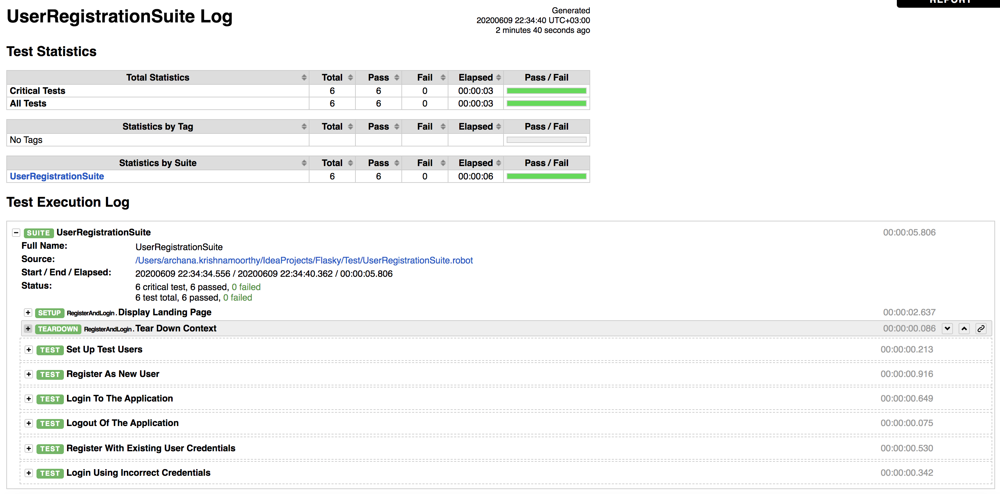 REPORT
UserRegistrationSuite Log
Generated
20200609 22:34:40 UTC+03:00
2 minutes 40 seconds ago
Test Statistics
Total Statistics Total Pass Fail Elapsed Pass / Fail
Critical Tests 6 6 0 00:00:03
All Tests 6 6 0 00:00:03
Statistics by Tag Total Pass Fail Elapsed Pass / Fail
No Tags
Statistics by Suite Total Pass Fail Elapsed Pass / Fail
UserRegistrationSuite 6 6 0 00:00:06
Test Execution Log
- SUITE UserRegistrationSuite 00:00:05.806
Full Name: UserRegistrationSuite
Source: /Users/archana.krishnamoorthy/IdeaProjects/Flasky/Test/UserRegistrationSuite.robot
Start / End / Elapsed: 20200609 22:34:34.556 / 20200609 22:34:40.362 / 00:00:05.806
Status: 6 critical test, 6 passed, 0 failed
6 test total, 6 passed, 0 failed
+ SETUP RegisterAndLogin . Display Landing Page 00:00:02.637
+ TEARDOWN RegisterAndLogin . Tear Down Context 00:00:00.086
+ TEST Set Up Test Users 00:00:00.213
+ TEST Register As New User 00:00:00.916
+ TEST Login To The Application 00:00:00.649
+ TEST Logout Of The Application 00:00:00.075
+ TEST Register With Existing User Credentials 00:00:00.530
+ TEST Login Using Incorrect Credentials 00:00:00.342